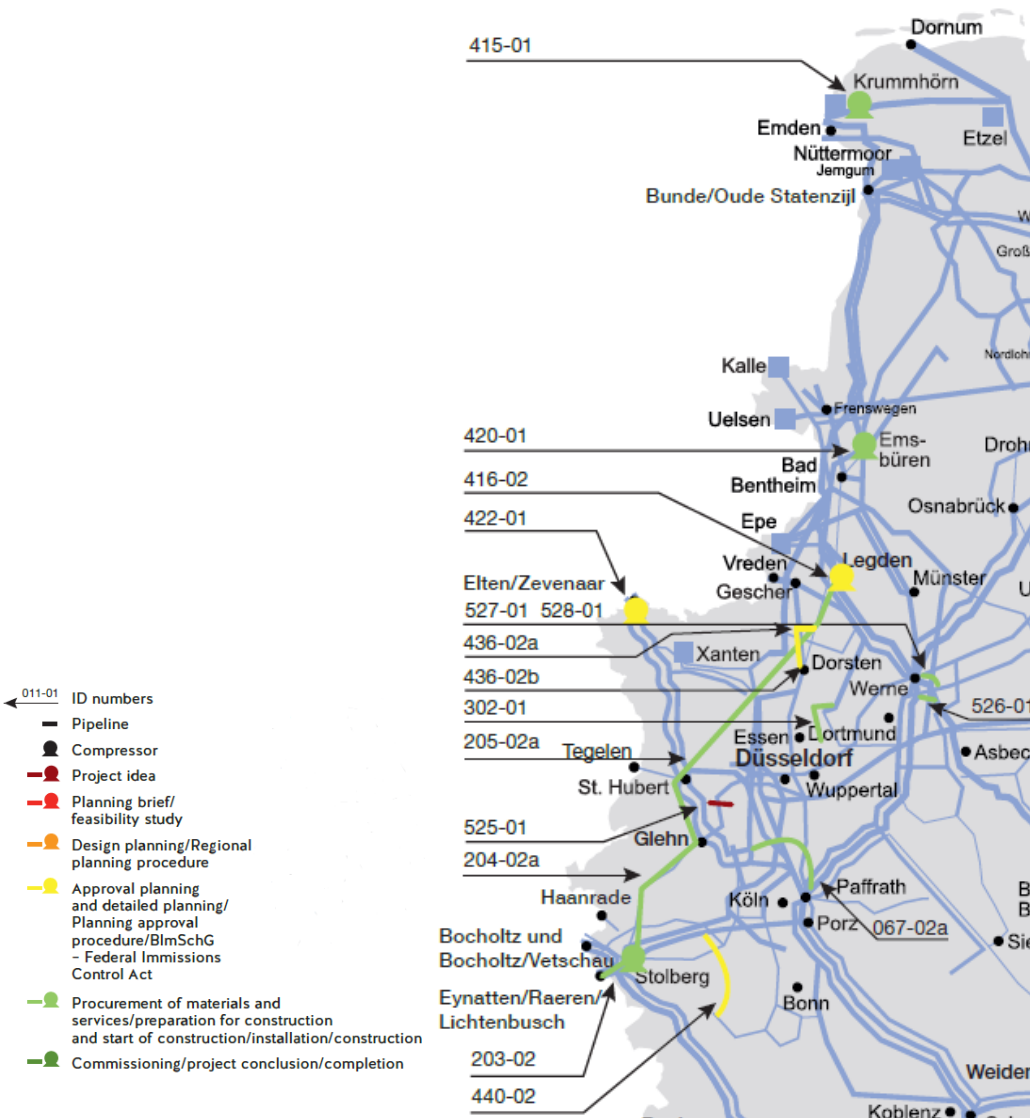 Dornum
415-01
Krummhörn
Emden
Etzel
Nüttermoor
Jemgum
Bunde/Oude Statenzijl
W
Groß
Nordlohn
Kalle
Uelsen
Frenswegen
420-01
Ems-
büren
Drohn
Bad
Bentheim
416-02
Osnabrück
422-01
Epe
Vreden
Legden
Gescher
Münster
U
Elten/Zevenaar
527-01 528-01
436-02a
Xanten
Dorsten
436-02b
Werne
011-01 ID numbers
302-01
526-01
Pipeline
205-02a
Essen
Dortmund
Tegelen
Düsseldorf
Asbec
Compressor
St. Hubert
Wuppertal
Project idea
Planning brief/
feasibility study
525-01
Glehn
Design planning/Regional
planning procedure
204-02a
Haanrade
Köln
Paffrath
B
B
Approval planning
and detailed planning/
Planning approval
procedure/BImSchG
– Federal Immissions
Control Act
Porz
067-02a
Bocholtz und
Bocholtz/Vetschau
Sie
Stolberg
Eynatten/Raeren/
Lichtenbusch
Bonn
Procurement of materials and
services/preparation for construction
and start of construction/installation/construction
Commissioning/project conclusion/completion
203-02
Weider
440-02
Koblenz